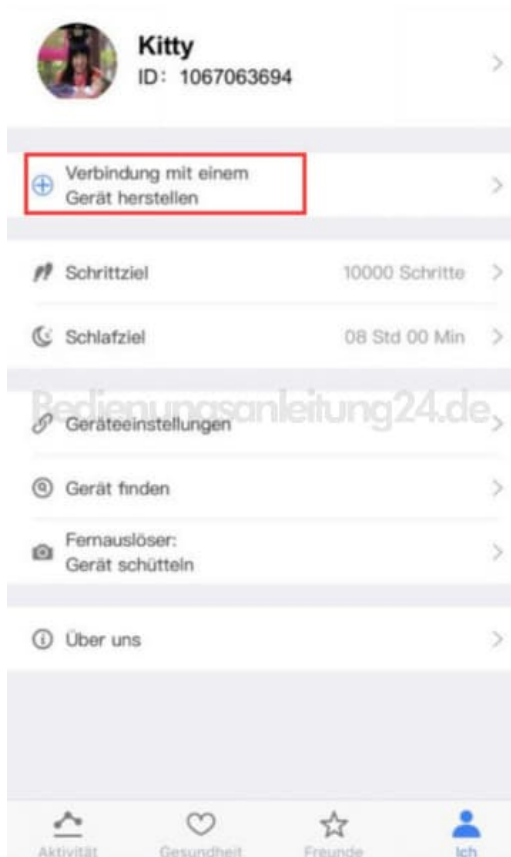 Kitty
ID： 1067063694
Verbindung mit einem
Gerät herstellen
Schrittziel 10000 Schritte
Schlafziel 08 Std 00 Min
Bedienungsanleitung24.de
Geräteeinstellungen
Gerät finden
Fernauslöser:
Gerät schütteln
Über uns
Aktivität Gesundheit Freunde Ich